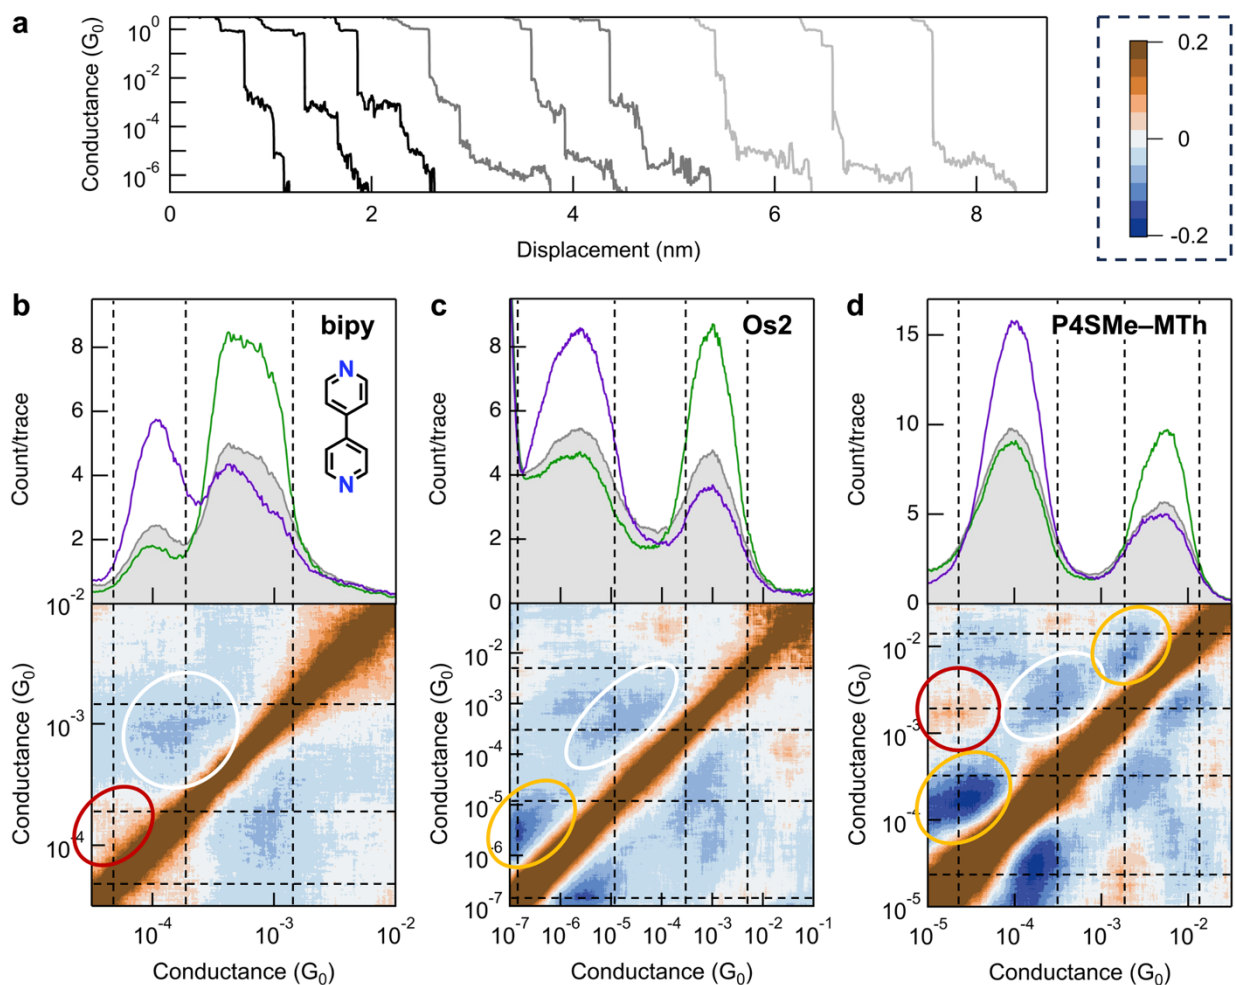 a
Conductance (G0)
10^0
10^-2
10^-4
10^-6
0
2
4
6
8
Displacement (nm)
0.2
0
-0.2
b
bipy
N
N
Count/trace
8
6
4
2
10^-2
10^-3
10^-4
Conductance (G0)
10^-4
10^-3
10^-2
Conductance (G0)
c
Os2
Count/trace
8
6
4
2
0
10^-2
10^-3
10^-4
10^-5
10^-6
10^-7
Conductance (G0)
10^-7
10^-6
10^-5
10^-4
10^-3
10^-2
10^-1
Conductance (G0)
d
P4SMe–MTh
Count/trace
15
10
5
0
10^-2
10^-3
10^-4
10^-5
Conductance (G0)
10^-5
10^-4
10^-3
10^-2
Conductance (G0)